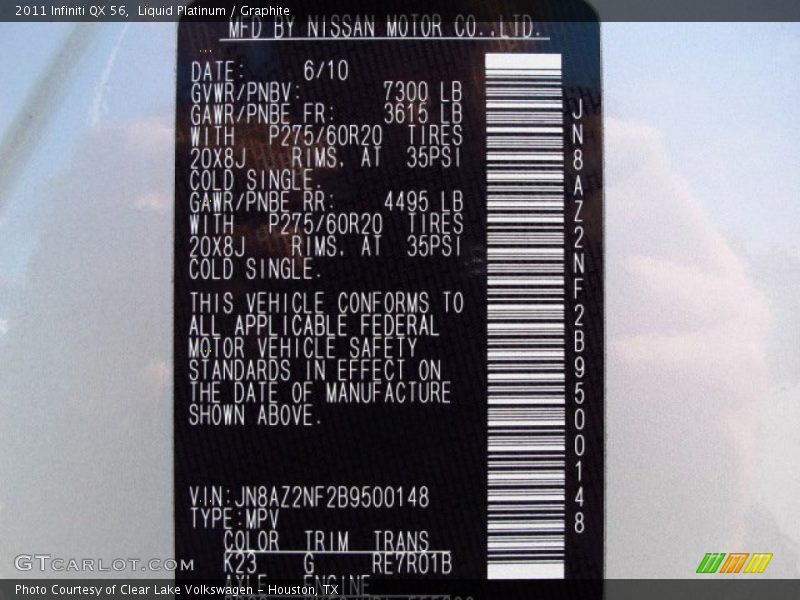 2011 Infiniti QX 56, Liquid Platinum / Graphite
MFD BY NISSAN MOTOR CO.,LTD.
DATE: 6/10
GVWR/PNBV: 7300 LB
GAWR/PNBE FR: 3615 LB
WITH P275/60R20 TIRES
20X8J RIMS, AT 35PSI
COLD SINGLE.
GAWR/PNBE RR: 4495 LB
WITH P275/60R20 TIRES
20X8J RIMS, AT 35PSI
COLD SINGLE.
THIS VEHICLE CONFORMS TO
ALL APPLICABLE FEDERAL
MOTOR VEHICLE SAFETY
STANDARDS IN EFFECT ON
THE DATE OF MANUFACTURE
SHOWN ABOVE.
VIN:JN8AZ2NF2B9500148
TYPE:MPV
COLOR TRIM TRANS
K23 G RE7R01B
AXLE ENGINE
JN8AZ2NF2B9500148
GTCARLOT.COM
Photo Courtesy of Clear Lake Volkswagen - Houston, TX